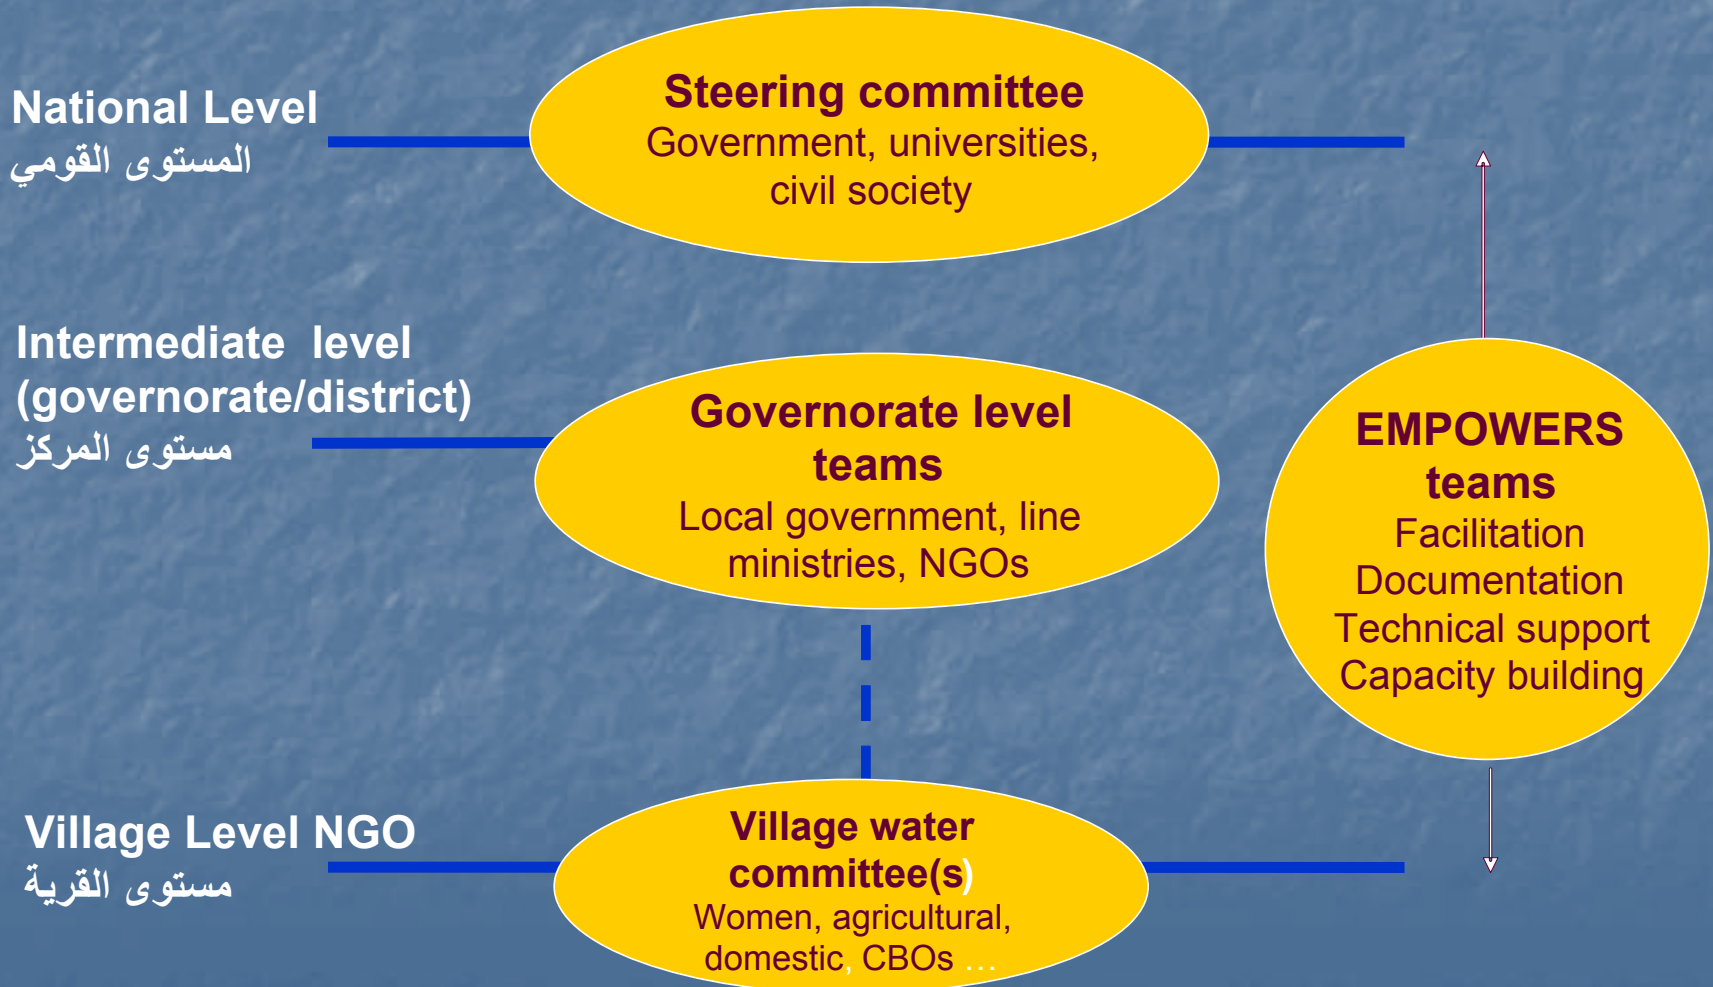 National Level
المستوى القومي
Steering committee
Government, universities,
civil society
Intermediate level
(governorate/district)
مستوى المركز
Governorate level
teams
Local government, line
ministries, NGOs
EMPOWERS
teams
Facilitation
Documentation
Technical support
Capacity building
Village Level NGO
مستوى القرية
Village water
committee(s)
Women, agricultural,
domestic, CBOs …